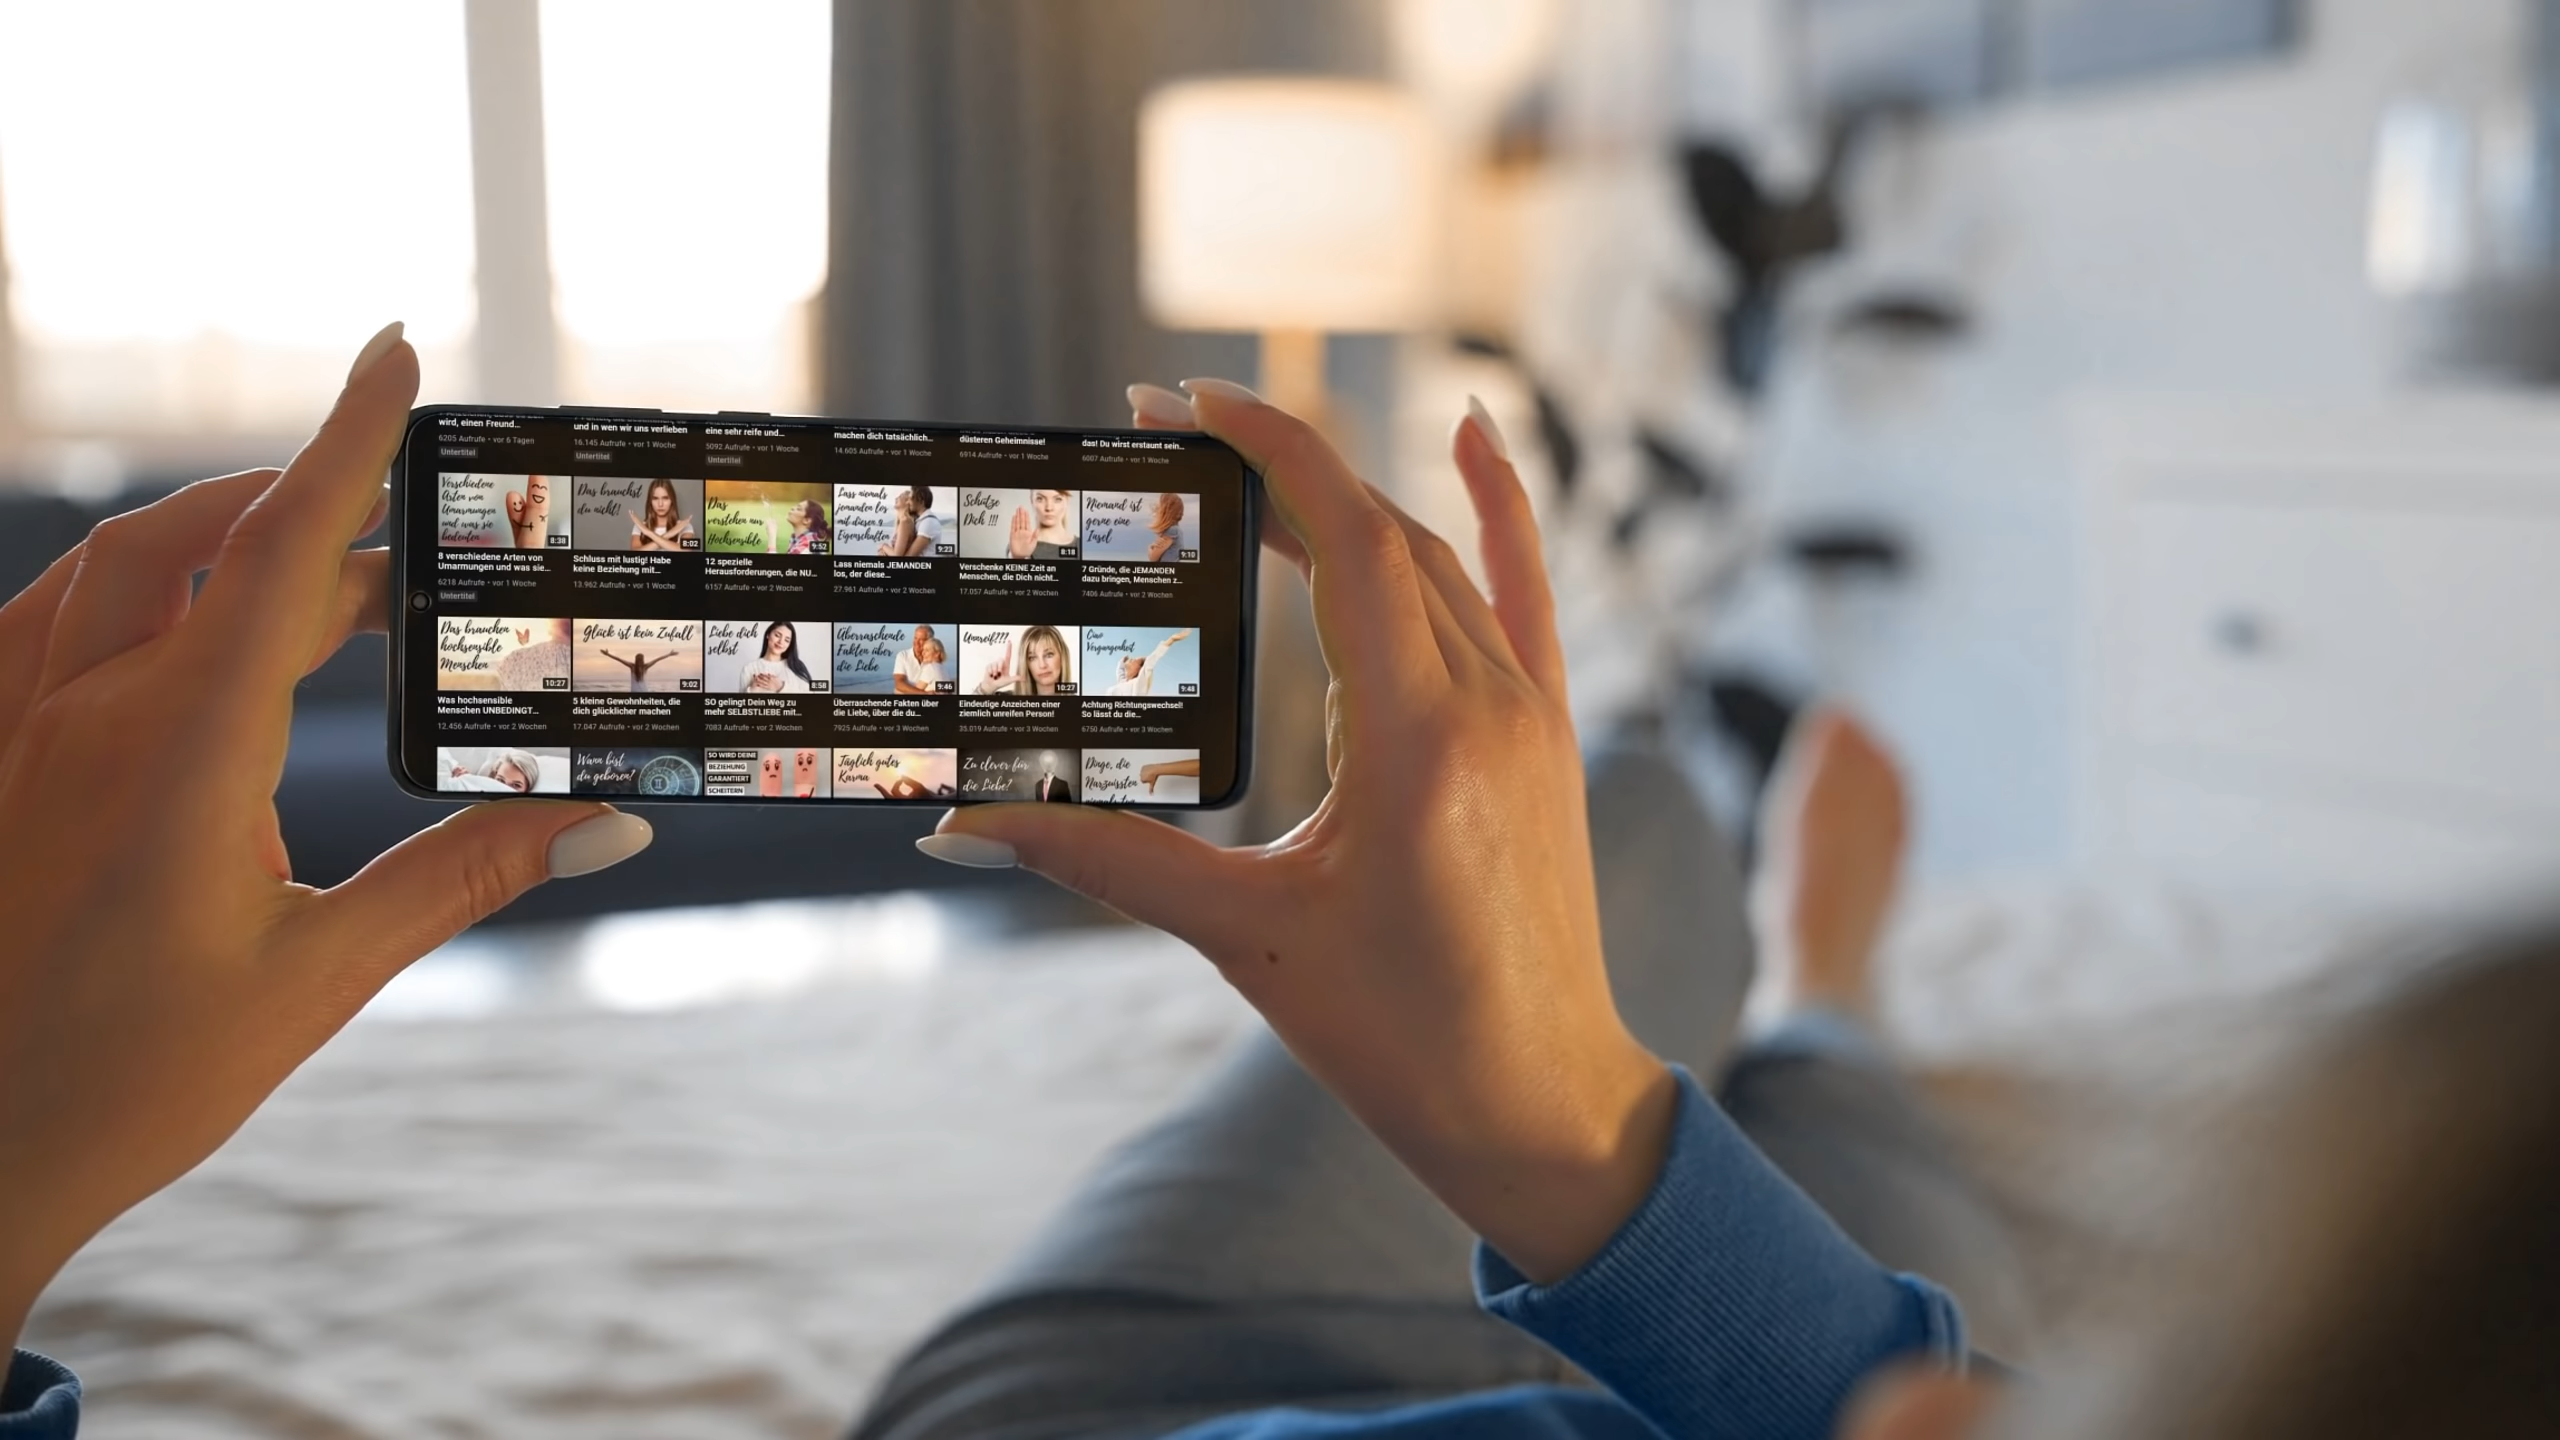 wird, einen Freund...
6205 Aufrufe • vor 6 Tagen
Untertitel
und in wen wir uns verlieben
16.145 Aufrufe • vor 1 Woche
Untertitel
eine sehr reife und...
5092 Aufrufe • vor 1 Woche
Untertitel
machen dich tatsächlich...
14.605 Aufrufe • vor 1 Woche
düsteren Geheimnisse!
6914 Aufrufe • vor 1 Woche
das! Du wirst erstaunt sein...
6007 Aufrufe • vor 1 Woche
Verschiedene
Arten von
Umarmungen
und was sie
bedeuten
8:38
8 verschiedene Arten von
Umarmungen und was sie...
6218 Aufrufe • vor 1 Woche
Untertitel
Das brauchst
du nicht!
8:02
Schluss mit lustig! Habe
keine Beziehung mit...
13.962 Aufrufe • vor 1 Woche
Das
verstehen nur
Hochsensible
9:52
12 spezielle
Herausforderungen, die NU...
6157 Aufrufe • vor 2 Wochen
Lass niemals
jemanden los
mit diesen 9
Eigenschaften
9:23
Lass niemals JEMANDEN
los, der diese...
27.961 Aufrufe • vor 2 Wochen
Schütze
Dich !!!
8:18
Verschenke KEINE Zeit an
Menschen, die Dich nicht...
17.057 Aufrufe • vor 2 Wochen
Niemand ist
gerne eine
Insel
9:10
7 Gründe, die JEMANDEN
dazu bringen, Menschen z...
7406 Aufrufe • vor 2 Wochen
Das brauchen
hochsensible
Menschen
10:27
Was hochsensible
Menschen UNBEDINGT...
12.456 Aufrufe • vor 2 Wochen
Glück ist kein Zufall
9:02
5 kleine Gewohnheiten, die
dich glücklicher machen
17.047 Aufrufe • vor 2 Wochen
Liebe dich
selbst
8:58
SO gelingt Dein Weg zu
mehr SELBSTLIEBE mit...
7083 Aufrufe • vor 2 Wochen
Überraschende
Fakten über
die Liebe
9:46
Überraschende Fakten über
die Liebe, über die du...
7925 Aufrufe • vor 3 Wochen
Unreif???
10:27
Eindeutige Anzeichen einer
ziemlich unreifen Person!
35.019 Aufrufe • vor 3 Wochen
Ciao
Vergangenheit
9:48
Achtung Richtungswechsel!
So lässt du die...
6750 Aufrufe • vor 3 Wochen
Wann bist
du geboren?
SO WIRD DEINE
BEZIEHUNG
GARANTIERT
SCHEITERN
Täglich gutes
Karma
Zu clever für
die Liebe?
Dinge, die
Narzissten